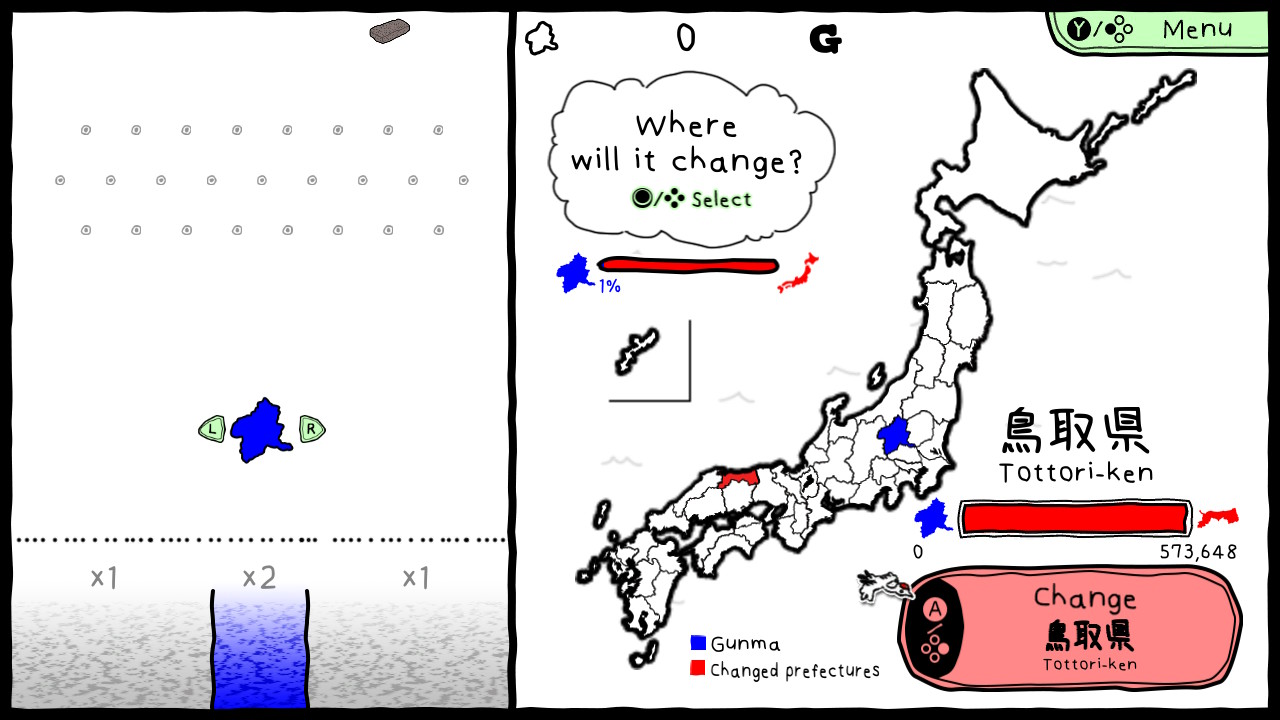 0
G
Y/ Menu
Where
will it change?
/ Select
1%
L
R
鳥取県
Tottori-ken
0
573,648
x1
x2
x1
A/
Change
鳥取県
Tottori-ken
Gunma
Changed prefectures